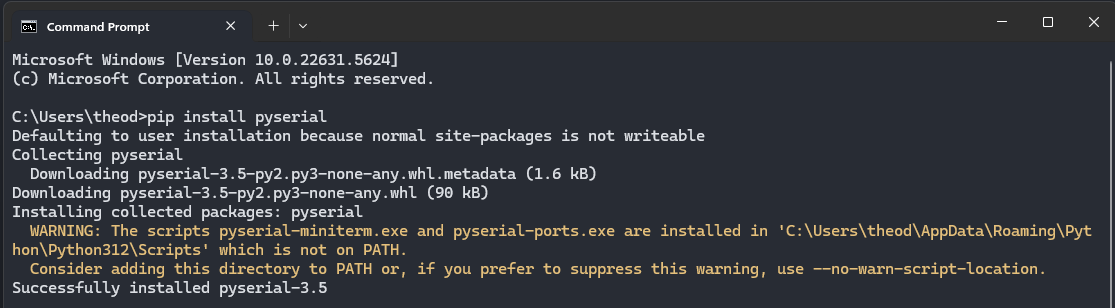 Command Prompt
Microsoft Windows [Version 10.0.22631.5624]
(c) Microsoft Corporation. All rights reserved.
C:\Users\theod>pip install pyserial
Defaulting to user installation because normal site-packages is not writeable
Collecting pyserial
  Downloading pyserial-3.5-py2.py3-none-any.whl.metadata (1.6 kB)
Downloading pyserial-3.5-py2.py3-none-any.whl (90 kB)
Installing collected packages: pyserial
  WARNING: The scripts pyserial-miniterm.exe and pyserial-ports.exe are installed in 'C:\Users\theod\AppData\Roaming\Pyt
hon\Python312\Scripts' which is not on PATH.
  Consider adding this directory to PATH or, if you prefer to suppress this warning, use --no-warn-script-location.
Successfully installed pyserial-3.5